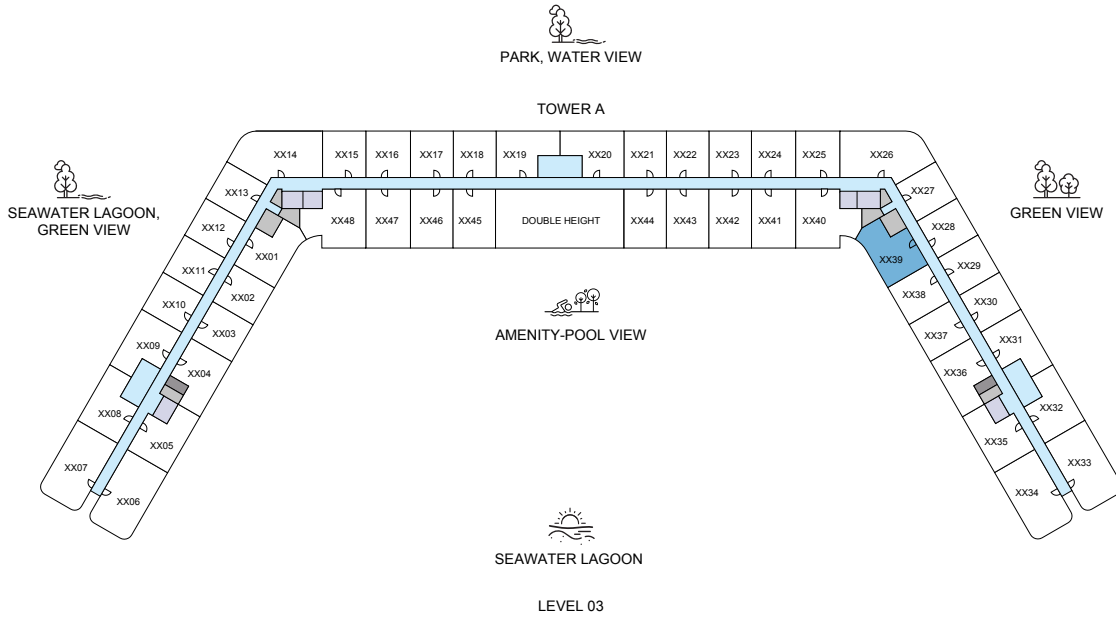 PARK, WATER VIEW
TOWER A
XX14
XX15
XX16
XX17
XX18
XX19
XX20
XX21
XX22
XX23
XX24
XX25
XX26
SEAWATER LAGOON,
GREEN VIEW
GREEN VIEW
XX13
XX12
XX11
XX10
XX09
XX08
XX07
XX01
XX02
XX03
XX04
XX05
XX06
XX48
XX47
XX46
XX45
DOUBLE HEIGHT
XX44
XX43
XX42
XX41
XX40
XX27
XX28
XX29
XX30
XX31
XX32
XX33
XX39
XX38
XX37
XX36
XX35
XX34
AMENITY-POOL VIEW
SEAWATER LAGOON
LEVEL 03